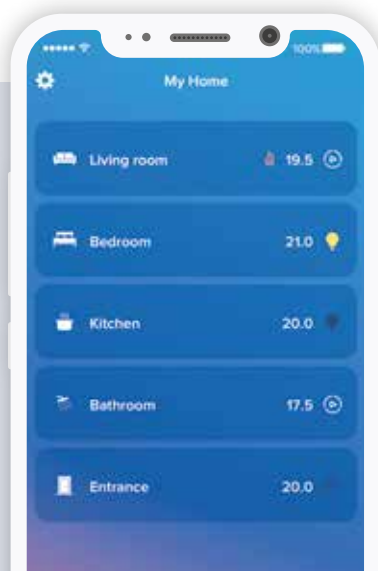 100%
My Home
Living room 19.5
Bedroom 21.0
Kitchen 20.0
Bathroom 17.5
Entrance 20.0